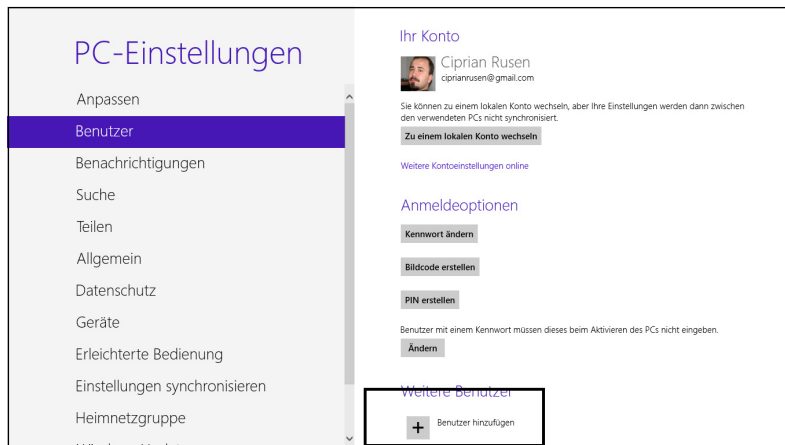 PC-Einstellungen
Anpassen
Benutzer
Benachrichtigungen
Suche
Teilen
Allgemein
Datenschutz
Geräte
Erleichterte Bedienung
Einstellungen synchronisieren
Heimnetzgruppe
Ihr Konto
Ciprian Rusen
ciprianrusen@gmail.com
Sie können zu einem lokalen Konto wechseln, aber Ihre Einstellungen werden dann zwischen
den verwendeten PCs nicht synchronisiert.
Zu einem lokalen Konto wechseln
Weitere Kontoeinstellungen online
Anmeldeoptionen
Kennwort ändern
Bildcode erstellen
PIN erstellen
Benutzer mit einem Kennwort müssen dieses beim Aktivieren des PCs nicht eingeben.
Ändern
Weitere Benutzer
Benutzer hinzufügen